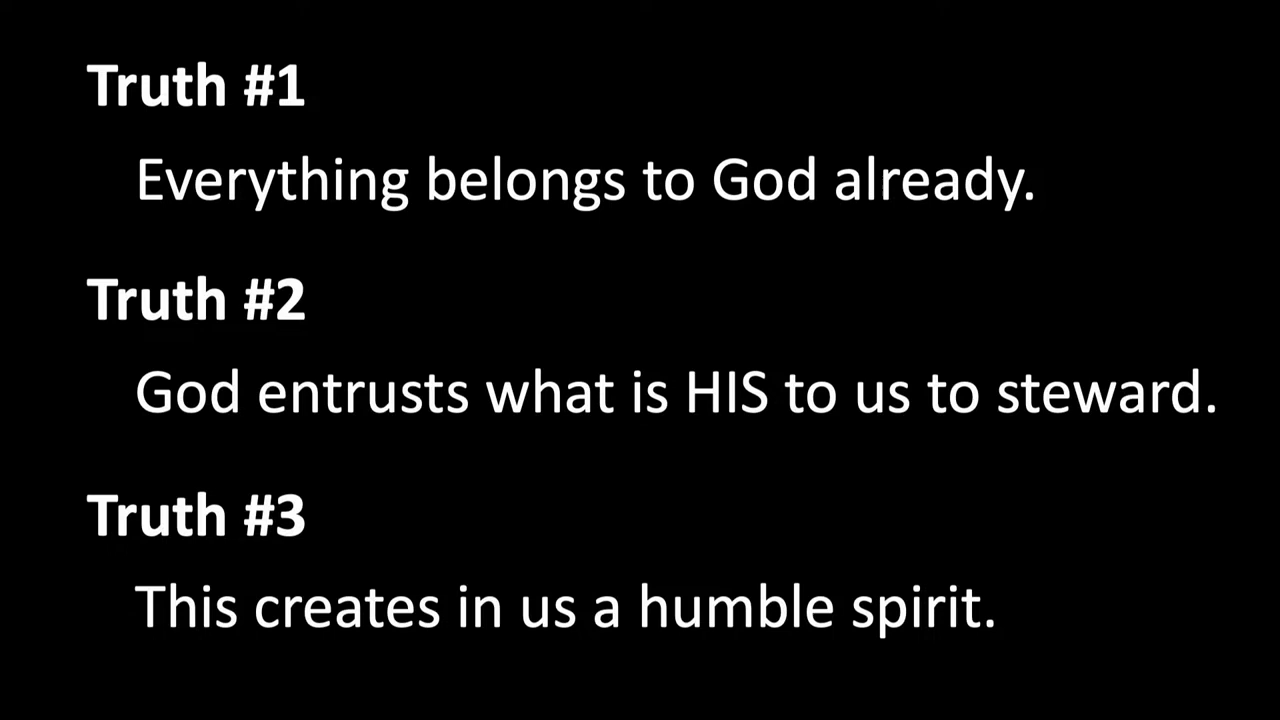 Truth #1
Everything belongs to God already.
Truth #2
God entrusts what is HIS to us to steward.
Truth #3
This creates in us a humble spirit.